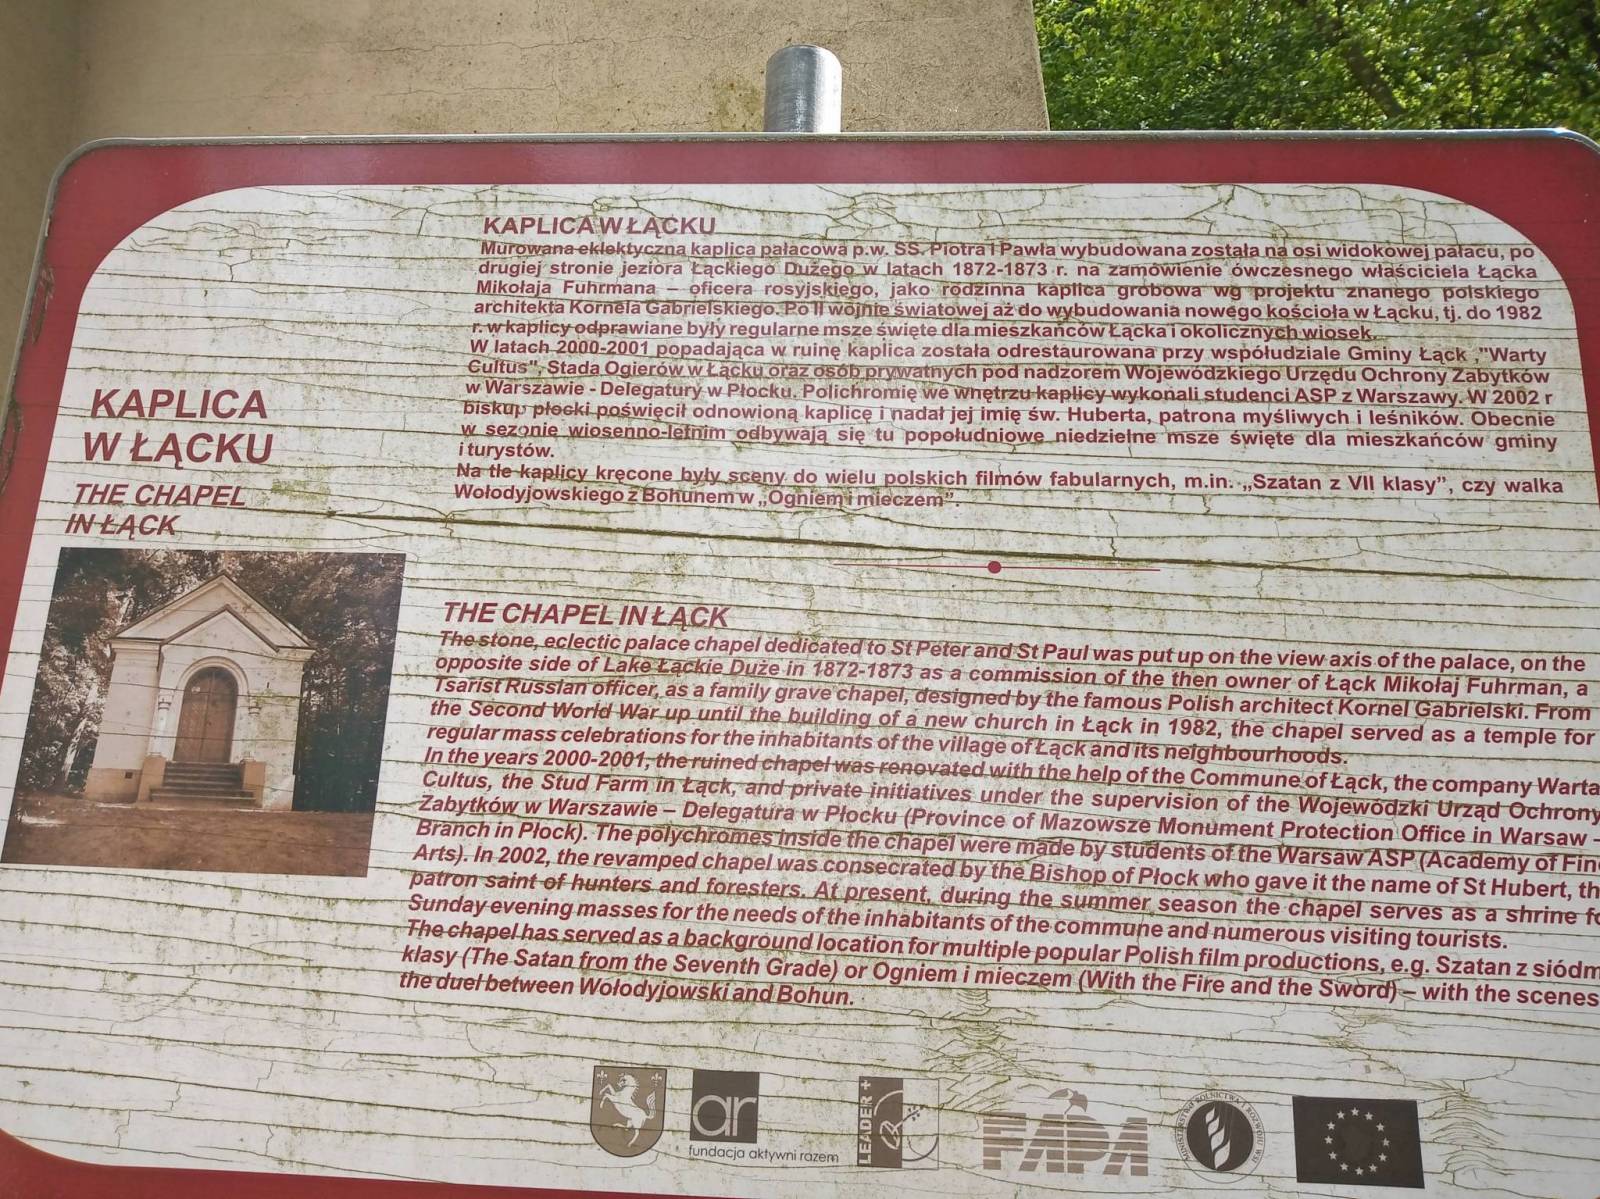 KAPLICA W ŁĄCKU
Murowana eklektyczna kaplica pałacowa p.w. SS. Piotra i Pawła wybudowana została na osi widokowej pałacu, po
drugiej stronie jeziora Łąckiego Dużego w latach 1872-1873 r. na zamówienie ówczesnego właściciela Łącka
Mikołaja Fuhrmana – oficera rosyjskiego, jako rodzinna kaplica grobowa wg projektu znanego polskiego
architekta Kornela Gabrielskiego. Po II wojnie światowej aż do wybudowania nowego kościoła w Łącku, tj. do 1982
r. w kaplicy odprawiane były regularne msze święte dla mieszkańców Łącka i okolicznych wiosek.
W latach 2000-2001 popadająca w ruinę kaplica została odrestaurowana przy współudziale Gminy Łąck ,"Warty
Cultus", Stada Ogierów w Łącku oraz osób prywatnych pod nadzorem Wojewódzkiego Urzędu Ochrony Zabytków
w Warszawie - Delegatury w Płocku. Polichromię we wnętrzu kaplicy wykonali studenci ASP z Warszawy. W 2002 r
biskup płocki poświęcił odnowioną kaplicę i nadał jej imię św. Huberta, patrona myśliwych i leśników. Obecnie
w sezonie wiosenno-letnim odbywają się tu popołudniowe niedzielne msze święte dla mieszkańców gminy
i turystów.
Na tle kaplicy kręcone były sceny do wielu polskich filmów fabularnych, m.in. „Szatan z VII klasy”, czy walka
Wołodyjowskiego z Bohunem w „Ogniem i mieczem”.
KAPLICA
W ŁĄCKU
THE CHAPEL
IN ŁĄCK
THE CHAPEL IN ŁĄCK
The stone, eclectic palace chapel dedicated to St Peter and St Paul was put up on the view axis of the palace, on the
opposite side of Lake Łąckie Duże in 1872-1873 as a commission of the then owner of Łąck Mikołaj Fuhrman, a
Tsarist Russian officer, as a family grave chapel, designed by the famous Polish architect Kornel Gabrielski. From
the Second World War up until the building of a new church in Łąck in 1982, the chapel served as a temple for
regular mass celebrations for the inhabitants of the village of Łąck and its neighbourhoods.
In the years 2000-2001, the ruined chapel was renovated with the help of the Commune of Łąck, the company Warta
Cultus, the Stud Farm in Łąck, and private initiatives under the supervision of the Wojewódzki Urząd Ochrony
Zabytków w Warszawie – Delegatura w Płocku (Province of Mazowsze Monument Protection Office in Warsaw –
Branch in Płock). The polychromes inside the chapel were made by students of the Warsaw ASP (Academy of Fine
Arts). In 2002, the revamped chapel was consecrated by the Bishop of Płock who gave it the name of St Hubert, th
patron saint of hunters and foresters. At present, during the summer season the chapel serves as a shrine fo
Sunday evening masses for the needs of the inhabitants of the commune and numerous visiting tourists.
The chapel has served as a background location for multiple popular Polish film productions, e.g. Szatan z siódm
klasy (The Satan from the Seventh Grade) or Ogniem i mieczem (With the Fire and the Sword) – with the scenes
the duel between Wołodyjowski and Bohun.
ar
fundacja aktywni razem
LEADER +
FAPA
MINISTERSTWO ROLNICTWA I ROZWOJU WSI